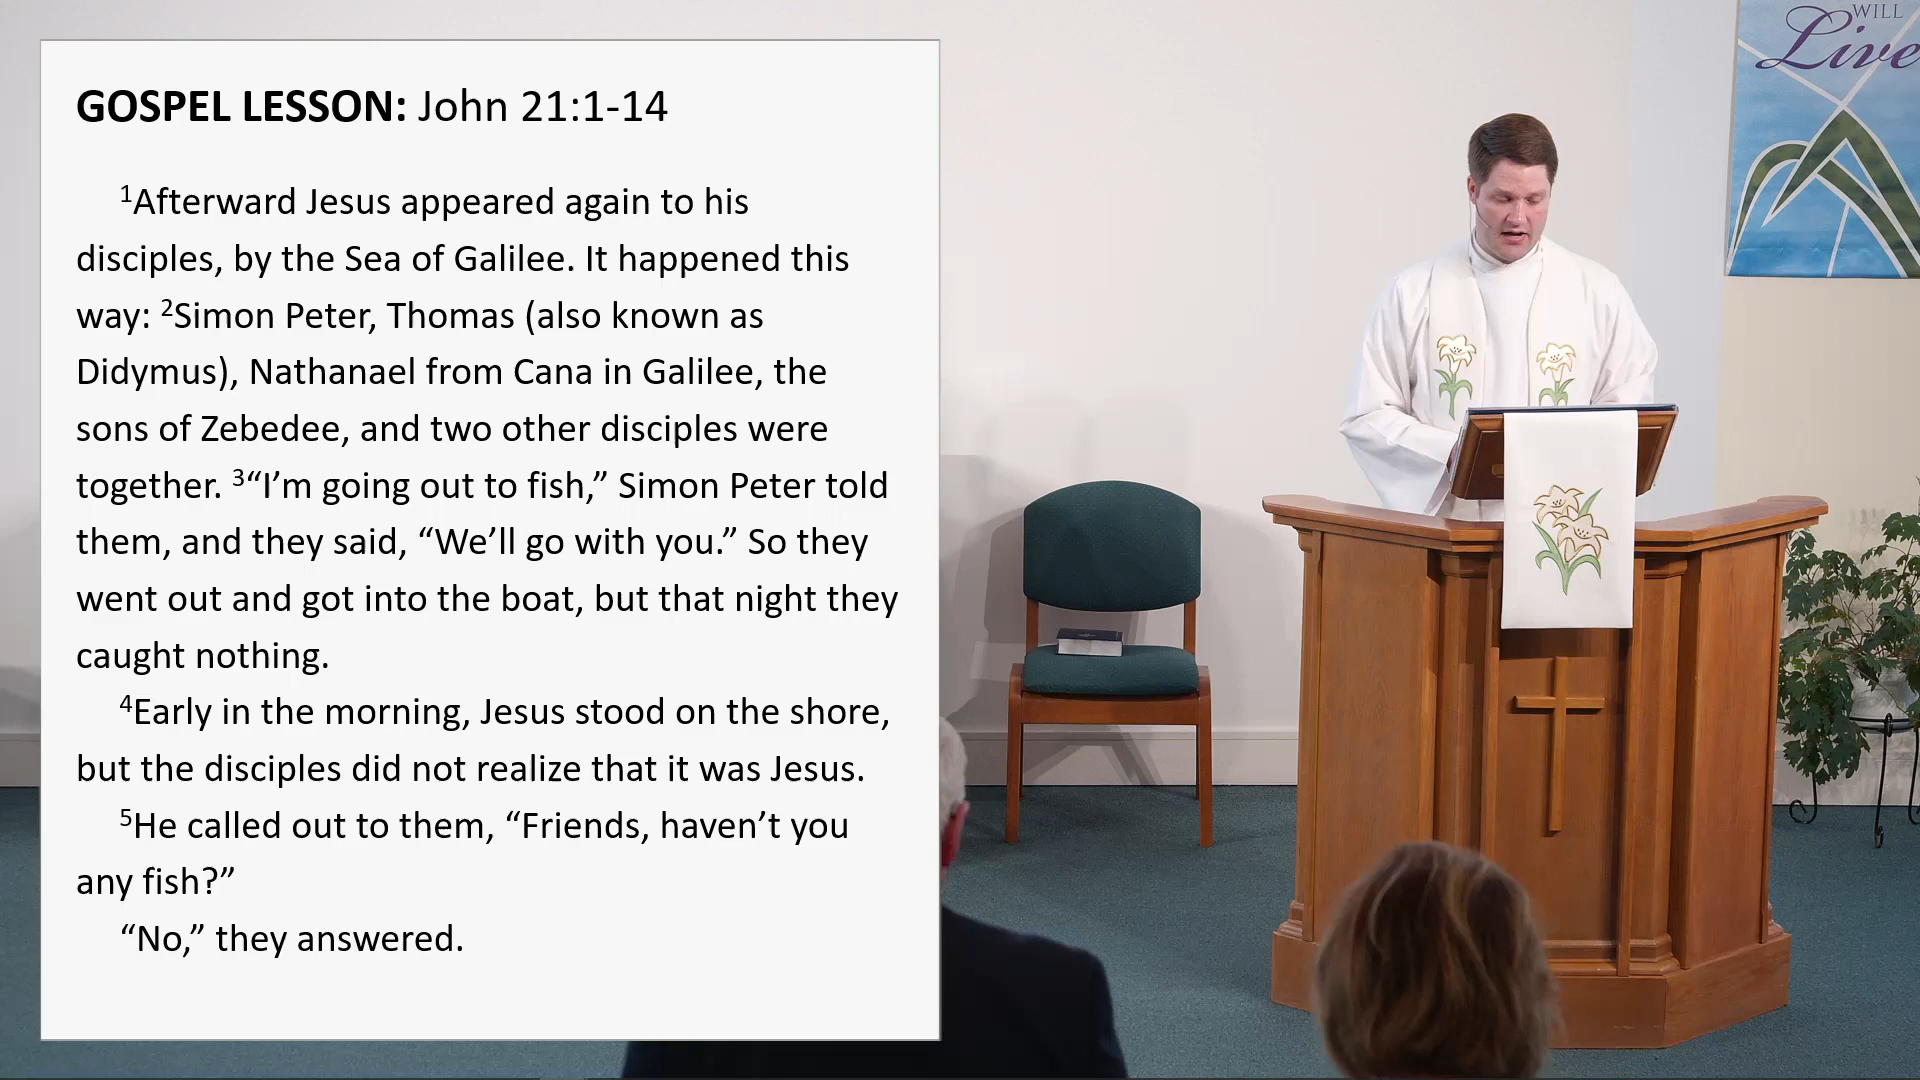 GOSPEL LESSON: John 21:1-14
¹Afterward Jesus appeared again to his
disciples, by the Sea of Galilee. It happened this
way: ²Simon Peter, Thomas (also known as
Didymus), Nathanael from Cana in Galilee, the
sons of Zebedee, and two other disciples were
together. ³“I’m going out to fish,” Simon Peter told
them, and they said, “We’ll go with you.” So they
went out and got into the boat, but that night they
caught nothing.
⁴Early in the morning, Jesus stood on the shore,
but the disciples did not realize that it was Jesus.
⁵He called out to them, “Friends, haven’t you
any fish?”
“No,” they answered.
WILL
Live